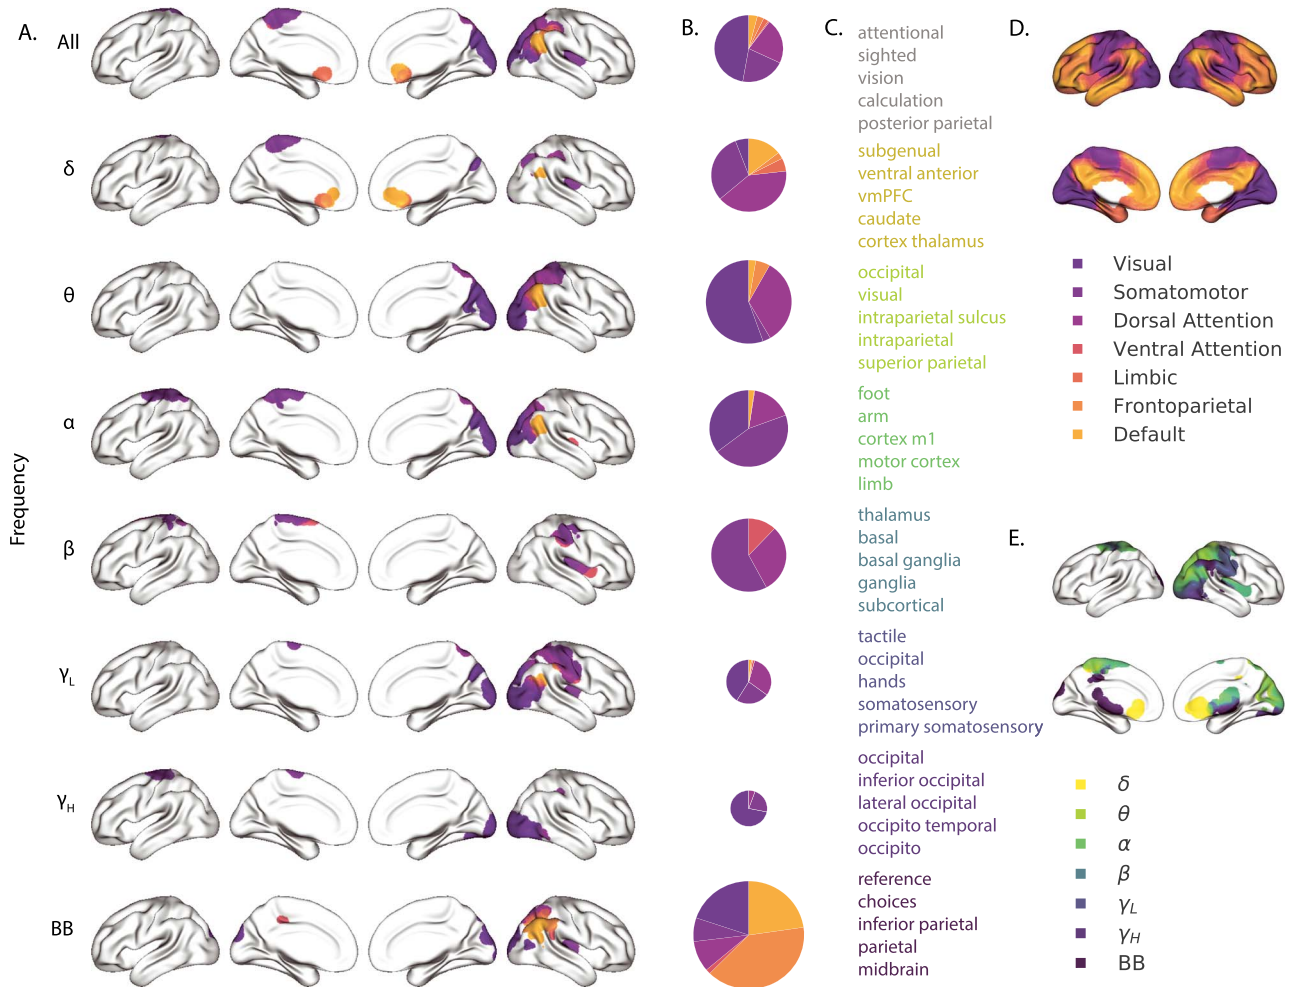 A.
Frequency
All
δ
θ
α
β
γL
γH
BB
B.
C.
attentional
sighted
vision
calculation
posterior parietal
subgenual
ventral anterior
vmPFC
caudate
cortex thalamus
occipital
visual
intraparietal sulcus
intraparietal
superior parietal
foot
arm
cortex m1
motor cortex
limb
thalamus
basal
basal ganglia
ganglia
subcortical
tactile
occipital
hands
somatosensory
primary somatosensory
occipital
inferior occipital
lateral occipital
occipito temporal
occipito
reference
choices
inferior parietal
parietal
midbrain
D.
Visual
Somatomotor
Dorsal Attention
Ventral Attention
Limbic
Frontoparietal
Default
E.
δ
θ
α
β
γL
γH
BB